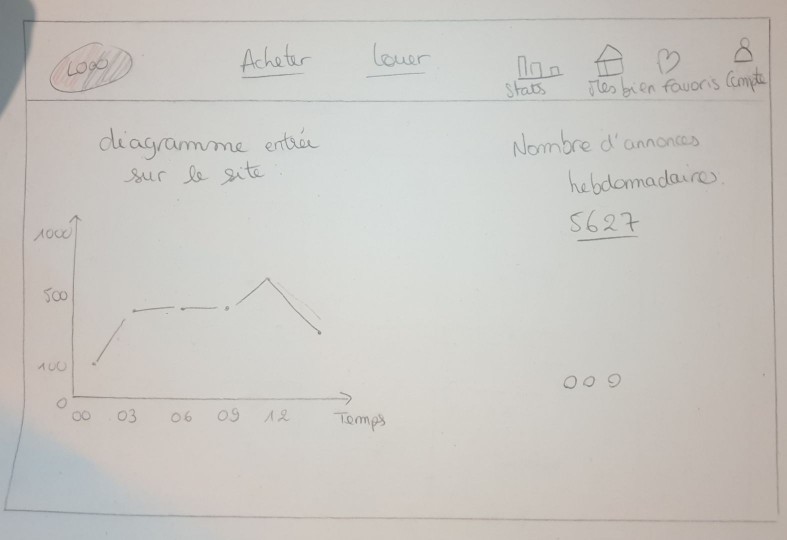 LOGO
Acheter
Louer
Stats
Mes bien
favoris
Compte
diagramme entrée
sur le site
Nombre d'annonces
hebdomadaires.
5627
1000
500
100
0
00 03 06 09 12 Temps
000